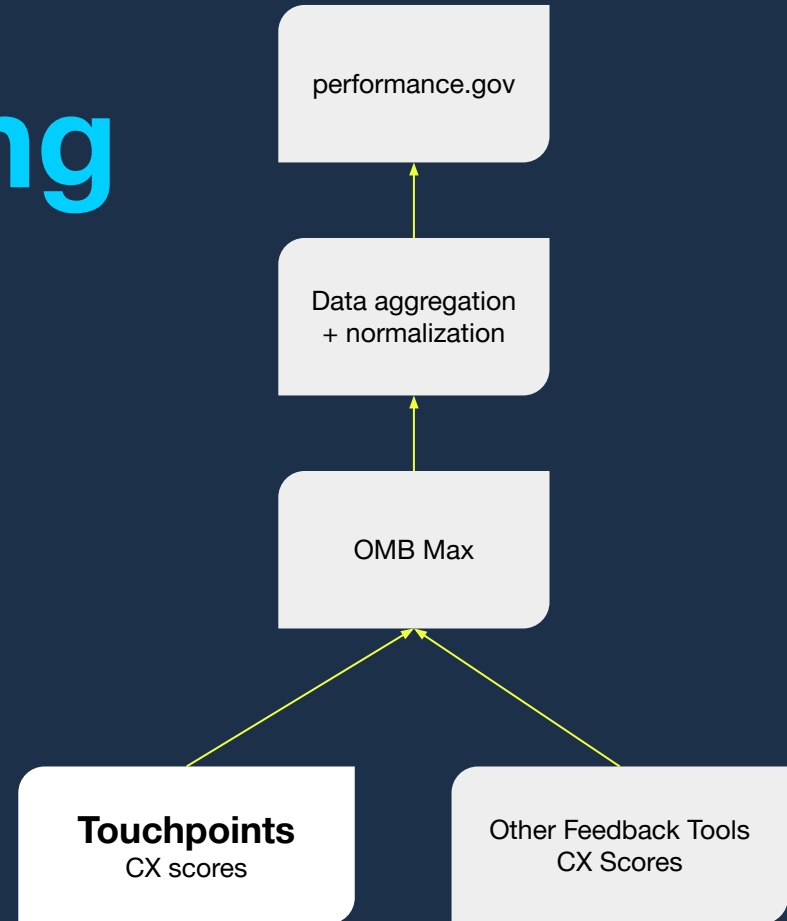 ng
performance.gov
Data aggregation
+ normalization
OMB Max
Touchpoints
CX scores
Other Feedback Tools
CX Scores